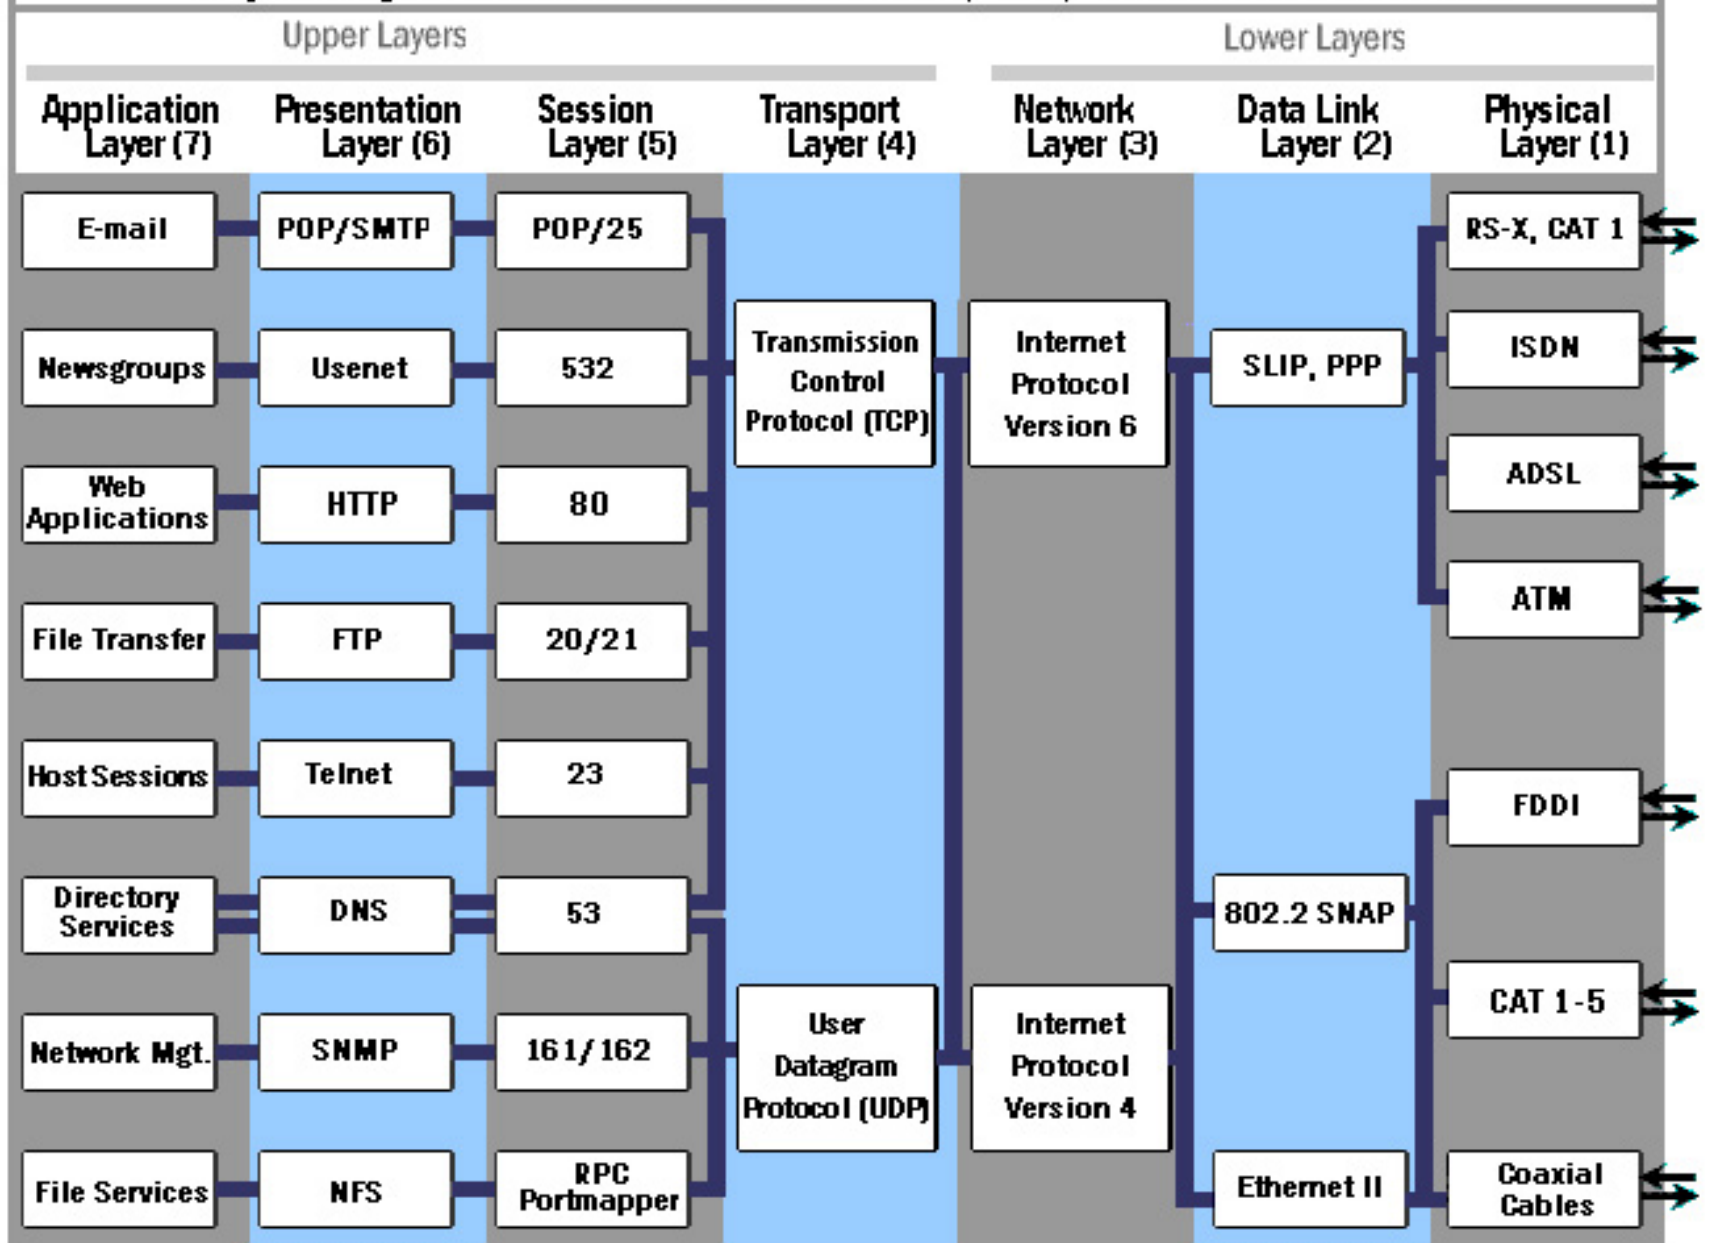 Upper Layers
Lower Layers
Application
Layer (7)
Presentation
Layer (6)
Session
Layer (5)
Transport
Layer (4)
Network
Layer (3)
Data Link
Layer (2)
Physical
Layer (1)
E-mail
POP/SMTP
POP/25
Newsgroups
Usenet
532
Web
Applications
HTTP
80
File Transfer
FTP
20/21
Host Sessions
Telnet
23
Directory
Services
DNS
53
Network Mgt.
SNMP
161/162
File Services
NFS
RPC
Portmapper
Transmission
Control
Protocol (TCP)
User
Datagram
Protocol (UDP)
Internet
Protocol
Version 6
Internet
Protocol
Version 4
SLIP, PPP
802.2 SNAP
Ethernet II
RS-X, CAT 1
ISDN
ADSL
ATM
FDDI
CAT 1-5
Coaxial
Cables